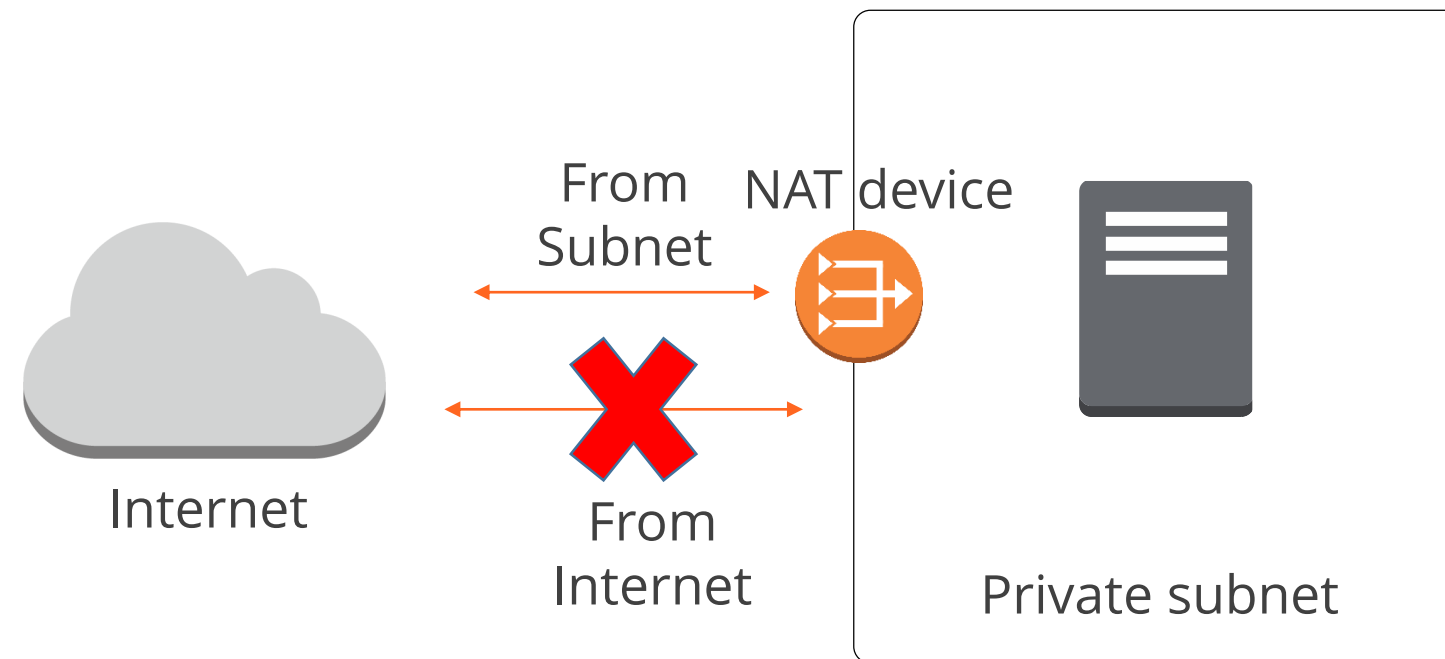 From
Subnet
NAT device
Internet
From
Internet
Private subnet